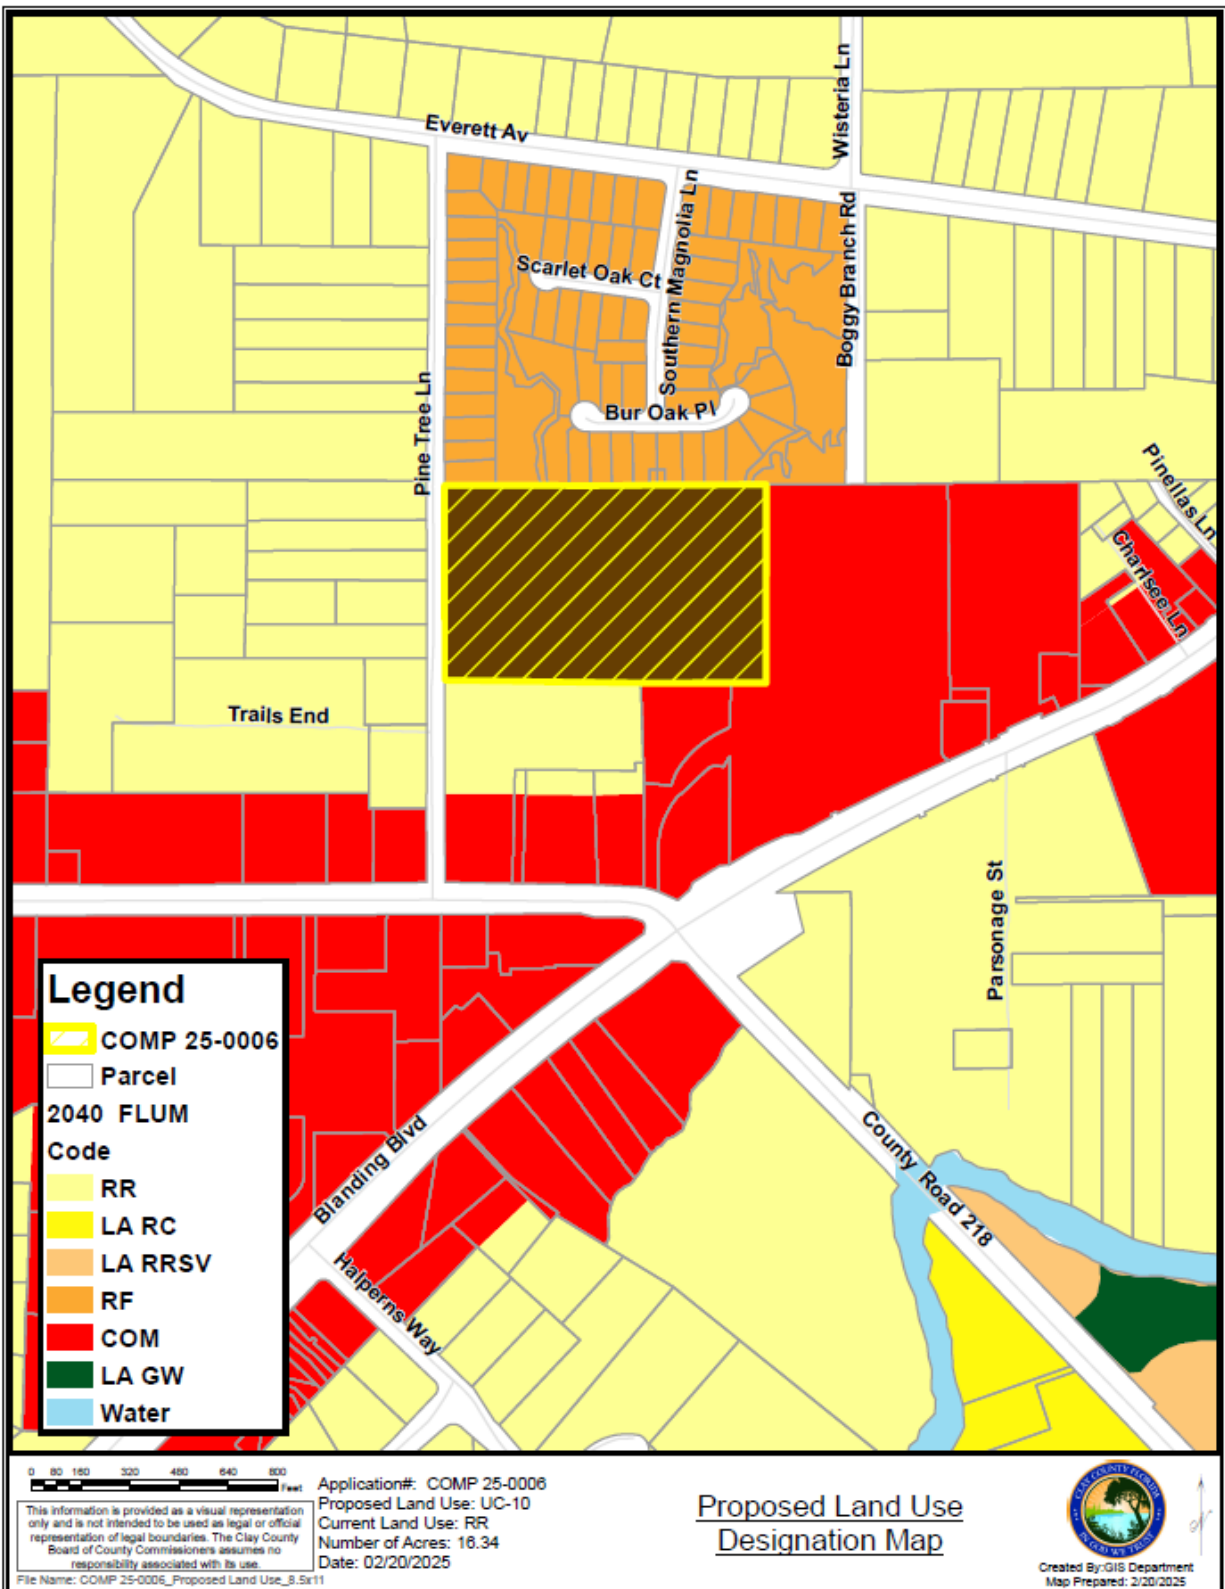 Wisteria Ln
Everett Av
Southern Magnolia Ln
Boggy Branch Rd
Scarlet Oak Ct
Pine Tree Ln
Bur Oak Pl
Pinellas Ln
Charlsee Ln
Trails End
Parsonage St
Blanding Blvd
County Road 218
Halperns Way
Legend
COMP 25-0006
Parcel
2040 FLUM
Code
RR
LA RC
LA RRSV
RF
COM
LA GW
Water
0 80 160 320 480 640 800
Feet
This information is provided as a visual representation
only and is not intended to be used as legal or official
representation of legal boundaries. The Clay County
Board of County Commissioners assumes no
responsibility associated with its use.
File Name: COMP 25-0006_Proposed Land Use_8.5x11
Application#: COMP 25-0006
Proposed Land Use: UC-10
Current Land Use: RR
Number of Acres: 16.34
Date: 02/20/2025
Proposed Land Use
Designation Map
CLAY COUNTY FLORIDA
IN GOD WE TRUST
Created By:GIS Department
Map Prepared: 2/20/2025